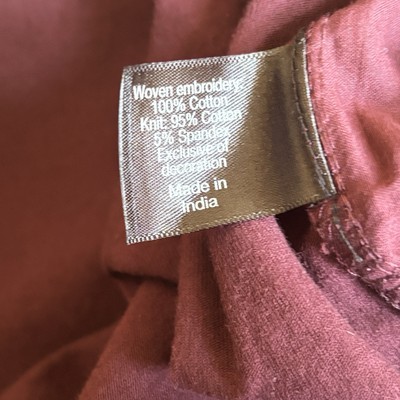 Woven embroidery:
100% Cotton
Knit: 95% Cotton
5% Spandex
Exclusive of
decoration
Made in
India